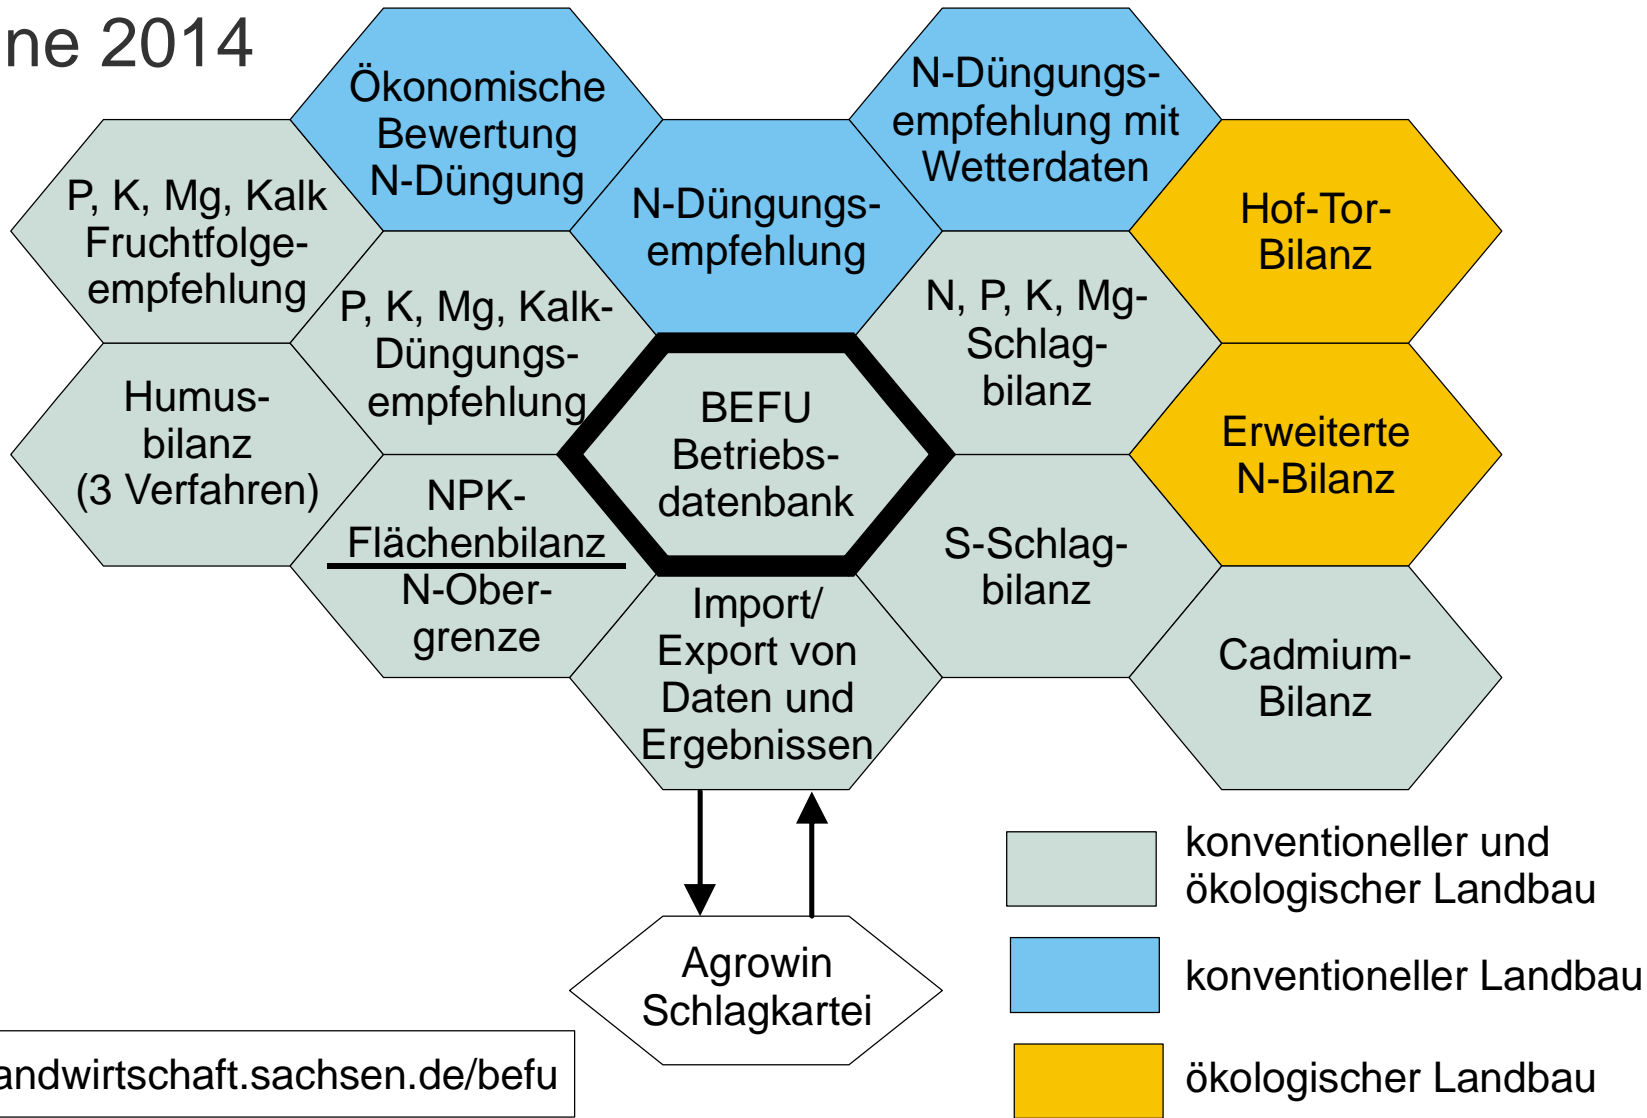 ne 2014
Ökonomische
Bewertung
N-Düngung
N-Düngungs-
empfehlung mit
Wetterdaten
P, K, Mg, Kalk
Fruchtfolge-
empfehlung
N-Düngungs-
empfehlung
Hof-Tor-
Bilanz
P, K, Mg, Kalk-
Düngungs-
empfehlung
N, P, K, Mg-
Schlag-
bilanz
Humus-
bilanz
(3 Verfahren)
BEFU
Betriebs-
datenbank
Erweiterte
N-Bilanz
NPK-
Flächenbilanz
N-Ober-
grenze
S-Schlag-
bilanz
Import/
Export von
Daten und
Ergebnissen
Cadmium-
Bilanz
Agrowin
Schlagkartei
konventioneller und
ökologischer Landbau
konventioneller Landbau
ökologischer Landbau
andwirtschaft.sachsen.de/befu